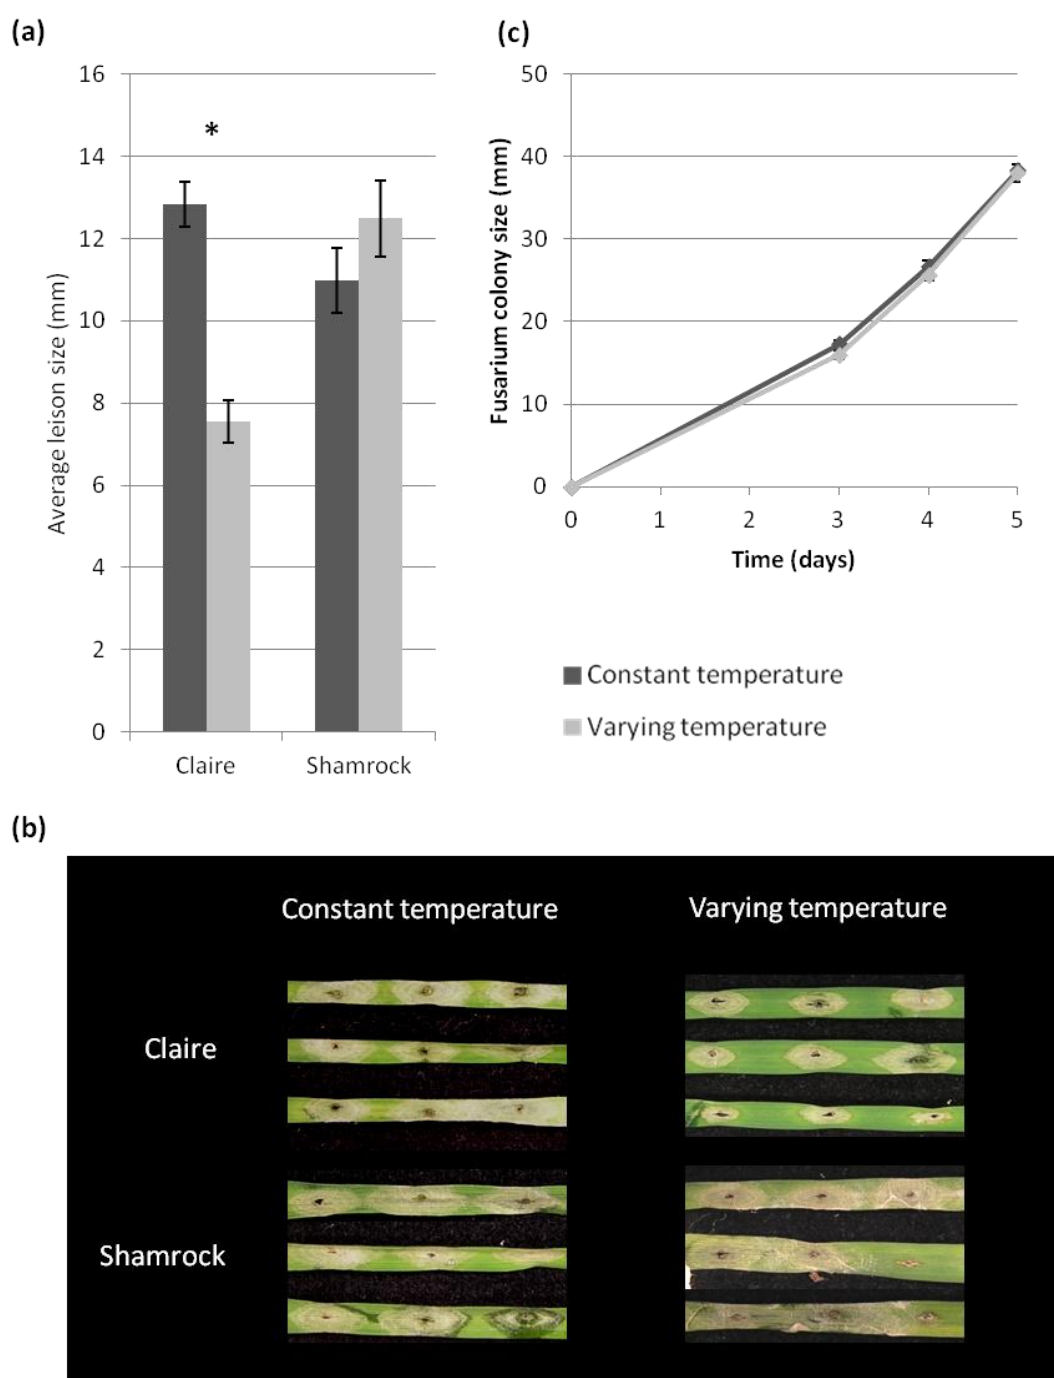 (a)
16
14
12
10
8
6
4
2
0
Average leison size (mm)
*
Claire Shamrock
(c)
50
40
30
20
10
0
Fusarium colony size (mm)
0 1 2 3 4 5
Time (days)
Constant temperature
Varying temperature
(b)
Constant temperature Varying temperature
Claire
Shamrock